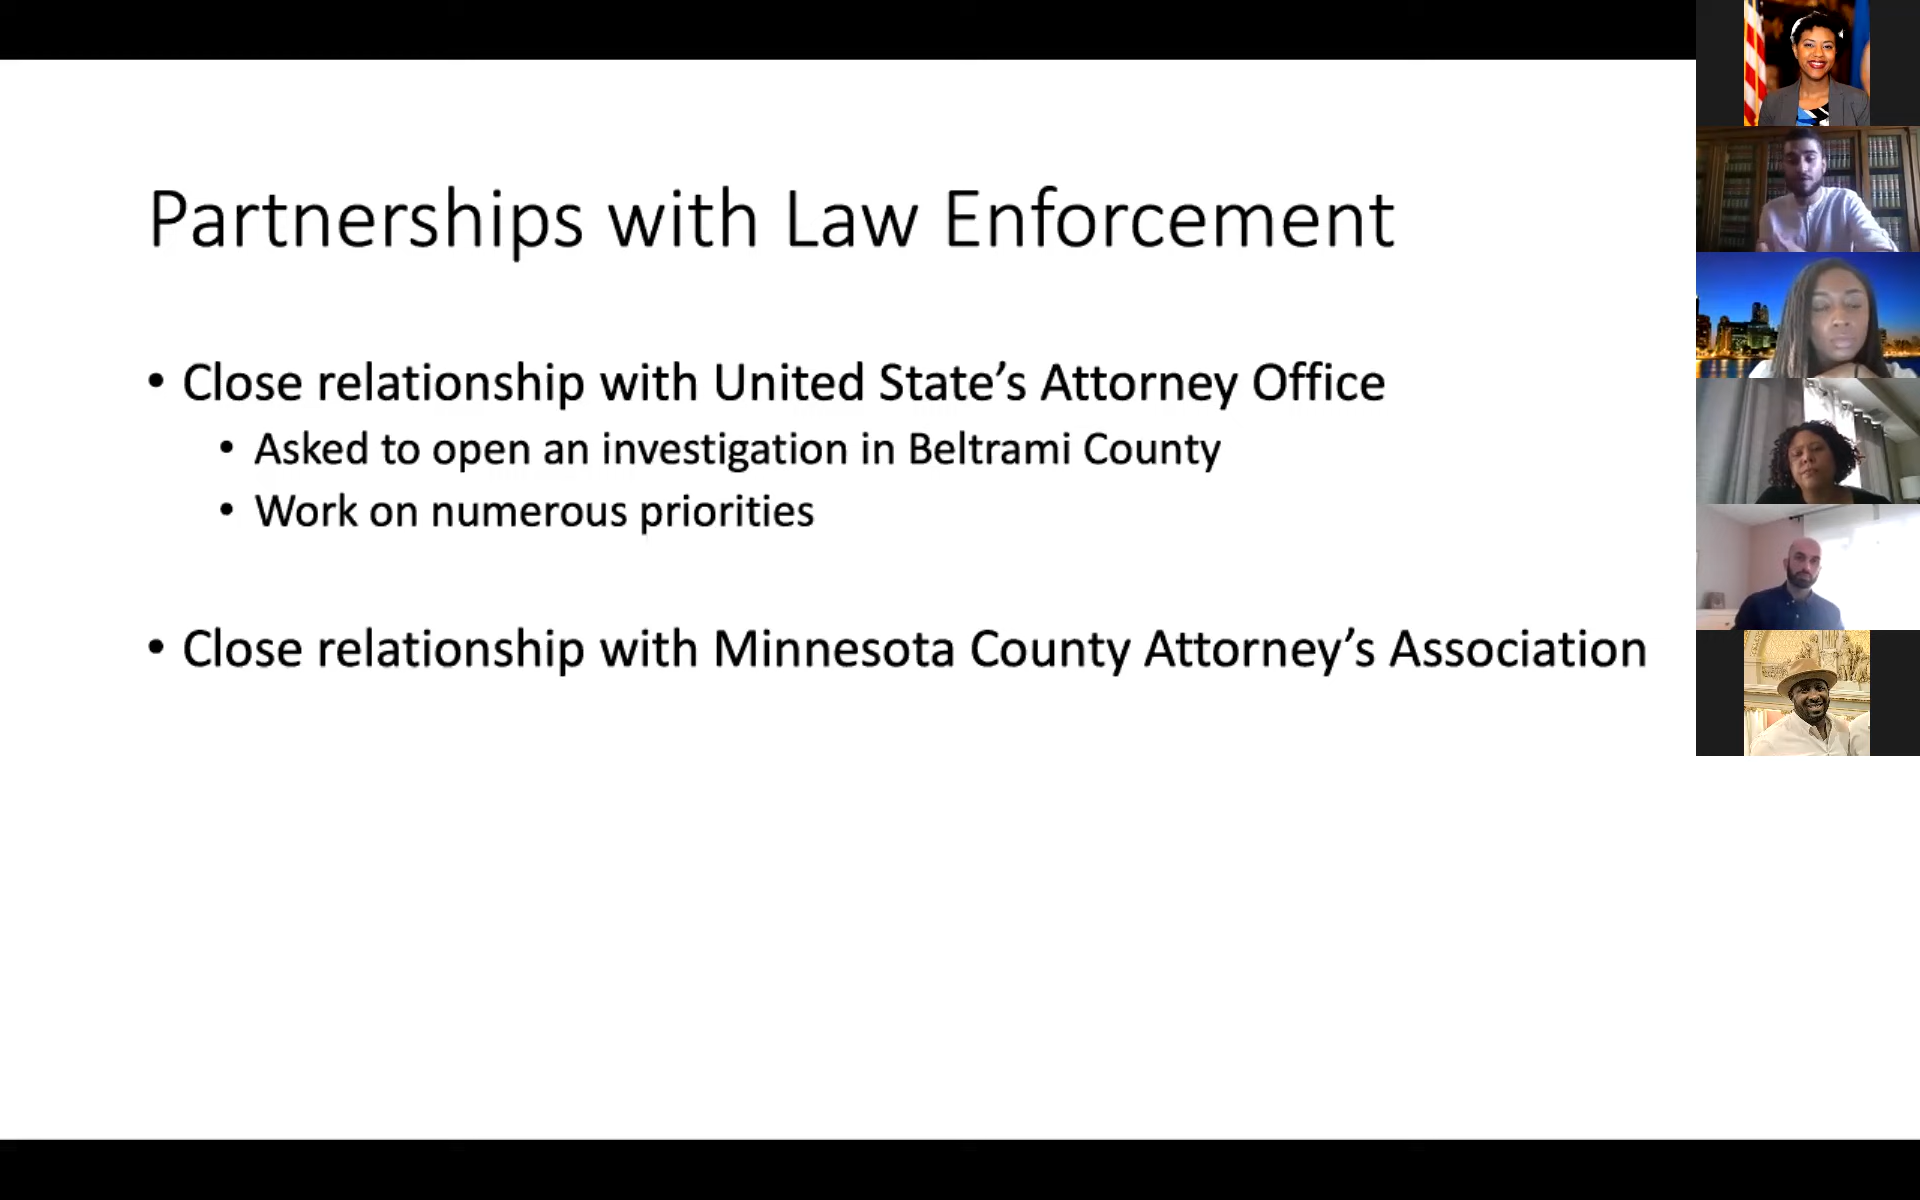 Partnerships with Law Enforcement
• Close relationship with United State’s Attorney Office
• Asked to open an investigation in Beltrami County
• Work on numerous priorities
• Close relationship with Minnesota County Attorney’s Association